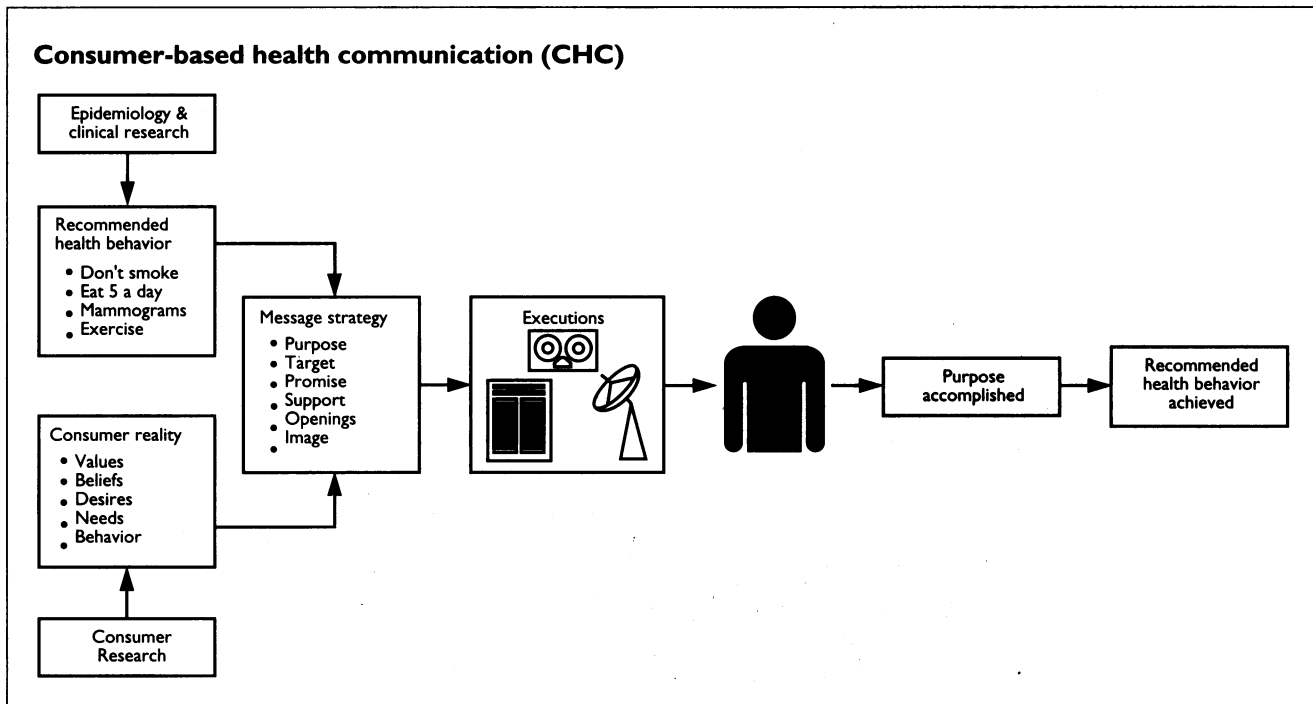 Consumer-based health communication (CHC)
Epidemiology &
clinical research
Recommended
health behavior
• Don't smoke
• Eat 5 a day
• Mammograms
• Exercise
Consumer reality
• Values
• Beliefs
• Desires
• Needs
• Behavior
•
Consumer
Research
Message strategy
• Purpose
• Target
• Promise
• Support
• Openings
• Image
•
Executions
Purpose
accomplished
Recommended
health behavior
achieved